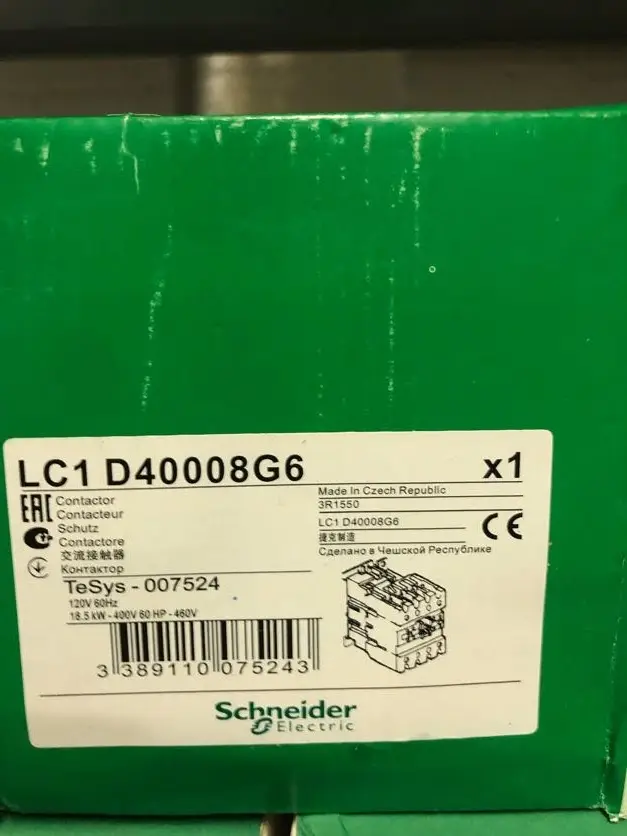 LC1 D40008G6 x1
EAC
Contactor
Contacteur
Schutz
Contactore
交流接触器
Контактор
Made in Czech Republic
3R1550
LC1 D40008G6
捷克制造
Сделано в Чешской Республике
CE
TeSys - 007524
120V 60Hz
18.5 kW - 400V 60 HP - 460V
3 389110 075243
Schneider
Electric